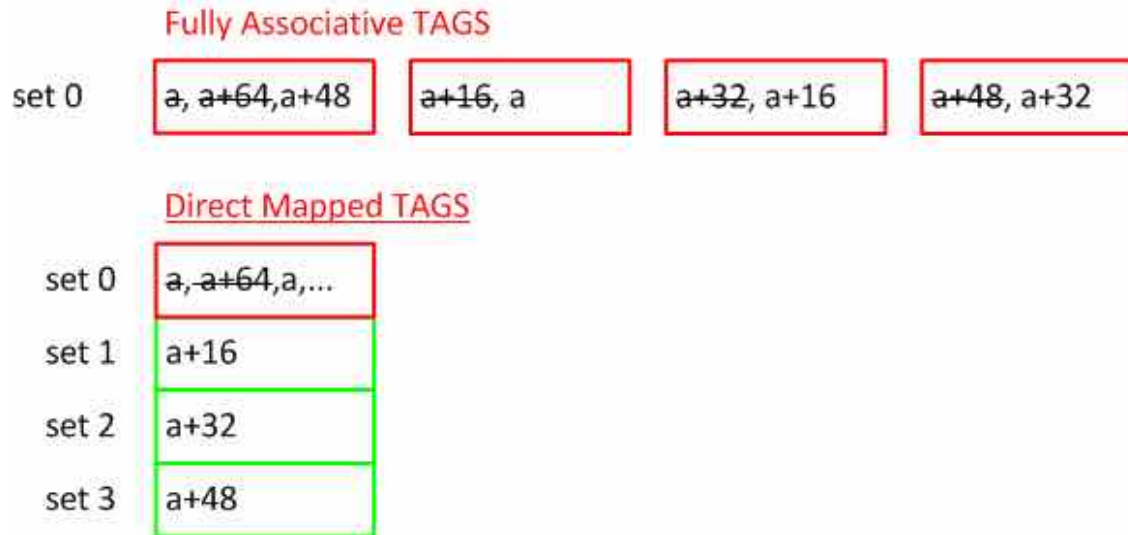 Fully Associative TAGS
set 0 a, a+64,a+48 a+16, a a+32, a+16 a+48, a+32
Direct Mapped TAGS
set 0 a, a+64,a,...
set 1 a+16
set 2 a+32
set 3 a+48